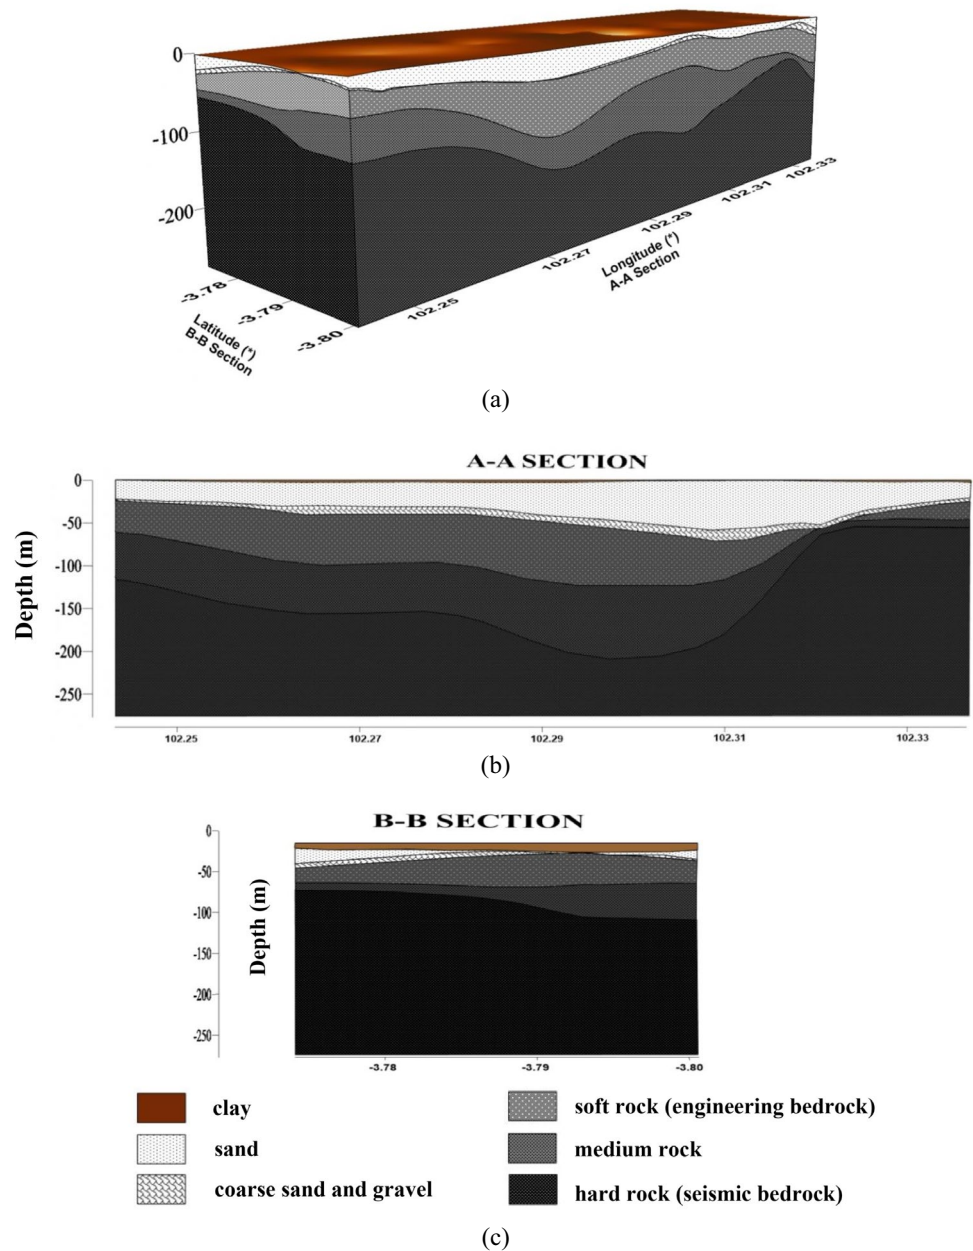 0
-100
-200
-3.78
-3.79
-3.80
Latitude (*)
B-B Section
102.25
102.27
102.29
102.31
102.33
Longitude (*)
A-A Section
(a)
A-A SECTION
0
-50
-100
-150
-200
-250
Depth (m)
102.25
102.27
102.29
102.31
102.33
(b)
B-B SECTION
0
-50
-100
-150
-200
-250
Depth (m)
-3.78
-3.79
-3.80
clay
sand
coarse sand and gravel
soft rock (engineering bedrock)
medium rock
hard rock (seismic bedrock)
(c)